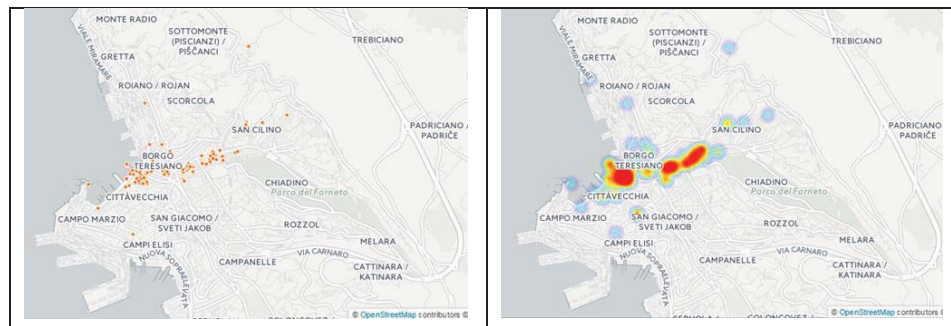 MONTE RADIO
SOTTOMONTE
(PISCIANZI) /
PIŠČANCI
TREBICIANO
VIALE MIRAMARE
GRETTA
ROIANO / ROJAN
SCORCOLA
SAN CILINO
PADRICIANO /
PADRIČE
BORGO
TERESIANO
CHIADINO
Parco del Farneto
CITTÀVECCHIA
CAMPO MARZIO
SAN GIACOMO /
SVETI JAKOB
ROZZOL
CAMPI ELISI
MELARA
VIA CARNARO
NUOVA SOPRAELEVATA
CAMPANELLE
CATTINARA /
KATINARA
© OpenStreetMap contributors ©
MONTE RADIO
SOTTOMONTE
(PISCIANZI) /
PIŠČANCI
TREBICIANO
VIALE MIRAMARE
GRETTA
ROIANO / ROJAN
SCORCOLA
SAN CILINO
PADRICIANO
PADRIČE
BORGO
TERESIANO
CHIADINO
Parco del Farneto
CITTÀVECCHIA
CAMPO MARZIO
SAN GIACOMO /
SVETI JAKOB
ROZZOL
CAMPI ELISI
MELARA
VIA CARNARO
NUOVA SOPRAELEVATA
CAMPANELLE
CATTINARA /
KATINARA
© OpenStreetMap contributors ©